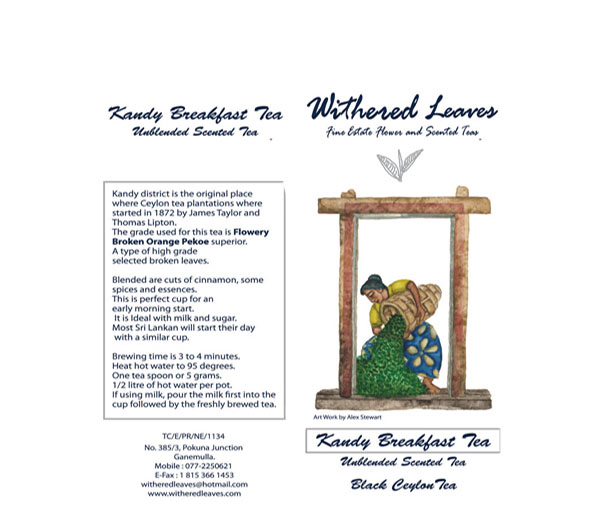 Kandy Breakfast Tea
Unblended Scented Tea
Kandy district is the original place
where Ceylon tea plantations where
started in 1872 by James Taylor and
Thomas Lipton.
The grade used for this tea is Flowery
Broken Orange Pekoe superior.
A type of high grade
selected broken leaves.
Blended are cuts of cinnamon, some
spices and essences.
This is perfect cup for an
early morning start.
It is Ideal with milk and sugar.
Most Sri Lankan will start their day
with a similar cup.
Brewing time is 3 to 4 minutes.
Heat hot water to 95 degrees.
One tea spoon or 5 grams.
1/2 litre of hot water per pot.
If using milk, pour the milk first into the
cup followed by the freshly brewed tea.
TC/E/PR/NE/1134
No. 385/3, Pokuna Junction
Ganemulla.
Mobile : 077-2250621
E-Fax : 1 815 366 1453
witheredleaves@hotmail.com
www.witheredleaves.com
Withered Leaves
Fine Estate Flower and Scented Teas
Art Work by Alex Stewart
Kandy Breakfast Tea
Unblended Scented Tea
Black Ceylon Tea